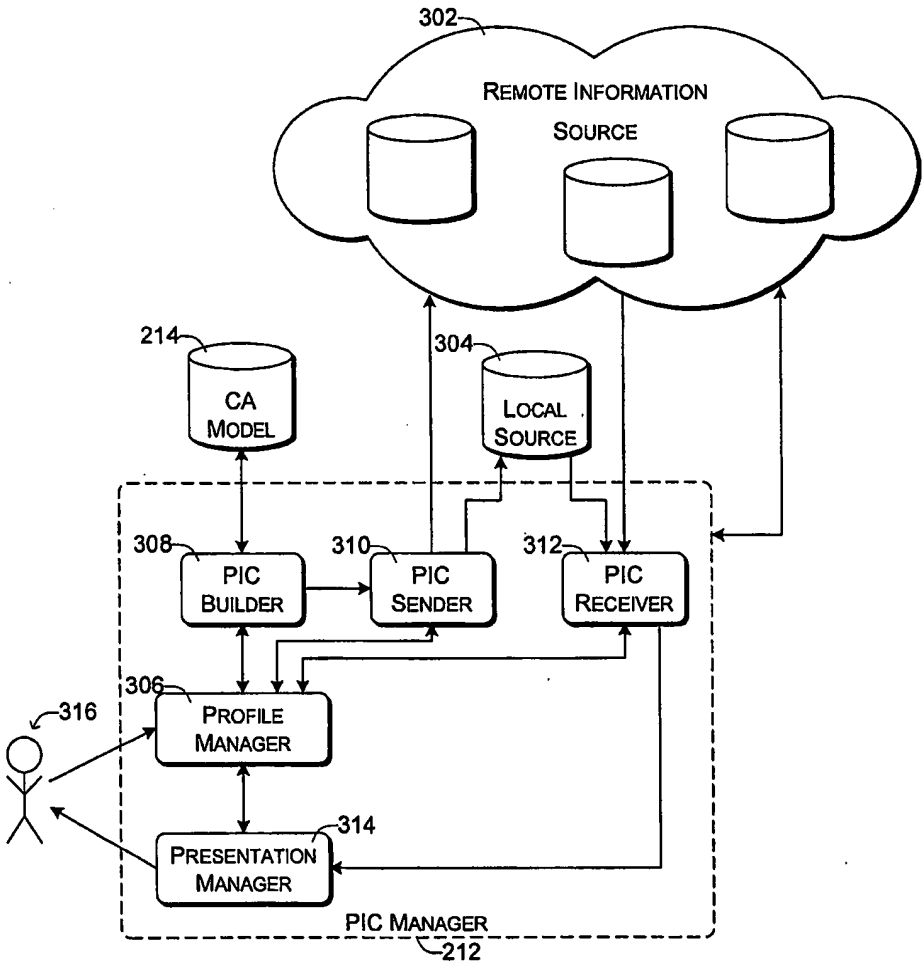 302
REMOTE INFORMATION
SOURCE
214
CA
MODEL
304
LOCAL
SOURCE
308
PIC
BUILDER
310
PIC
SENDER
312
PIC
RECEIVER
306
PROFILE
MANAGER
316
314
PRESENTATION
MANAGER
PIC MANAGER
212